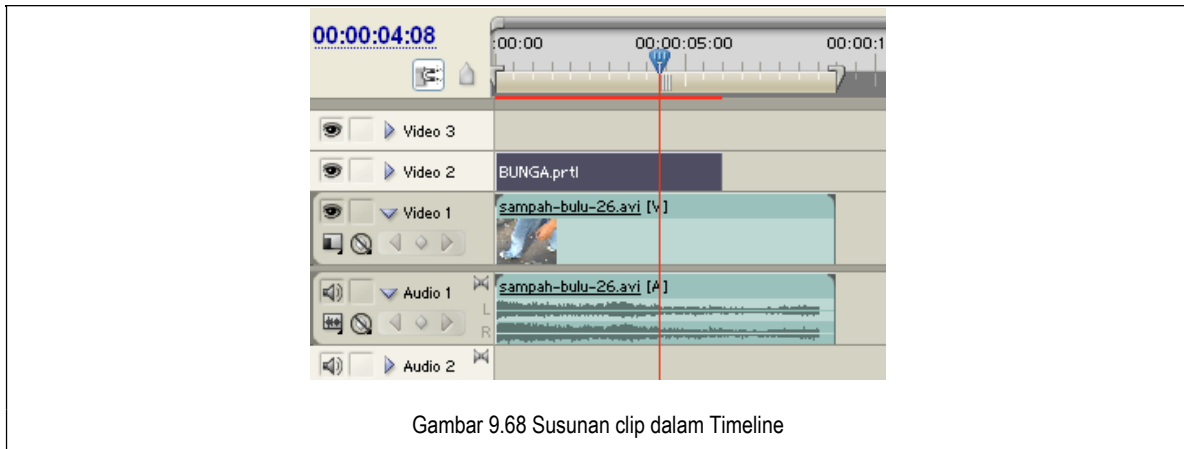 00:00:04:08
:00:00 00:00:05:00 00:00:1
Video 3
Video 2 BUNGA.prtl
Video 1 sampah-bulu-26.avi [V]
Audio 1 sampah-bulu-26.avi [A]
L
R
Audio 2
Gambar 9.68 Susunan clip dalam Timeline